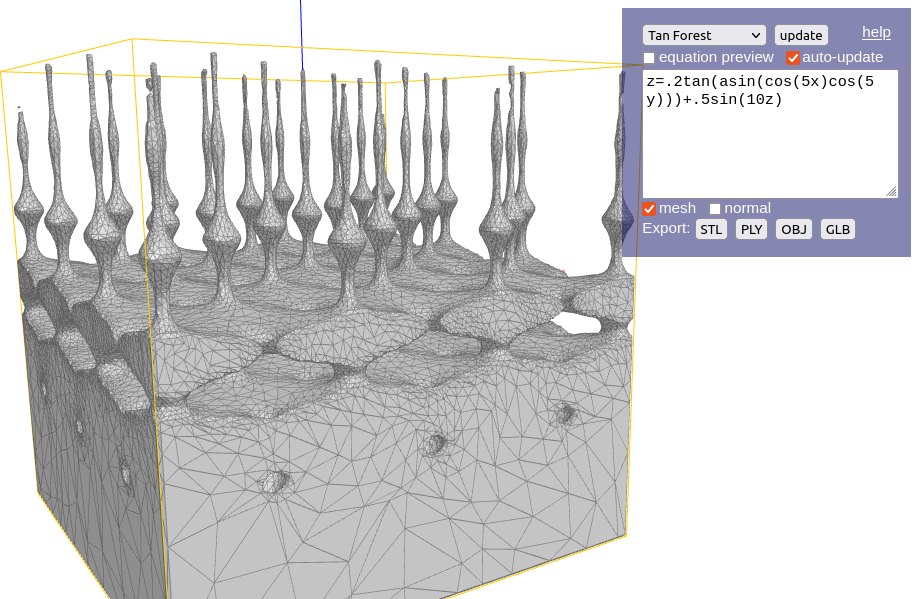 Tan Forest update help
equation preview auto-update
z=.2tan(asin(cos(5x)cos(5
y)))+.5sin(10z)
mesh normal
Export: STL PLY OBJ GLB